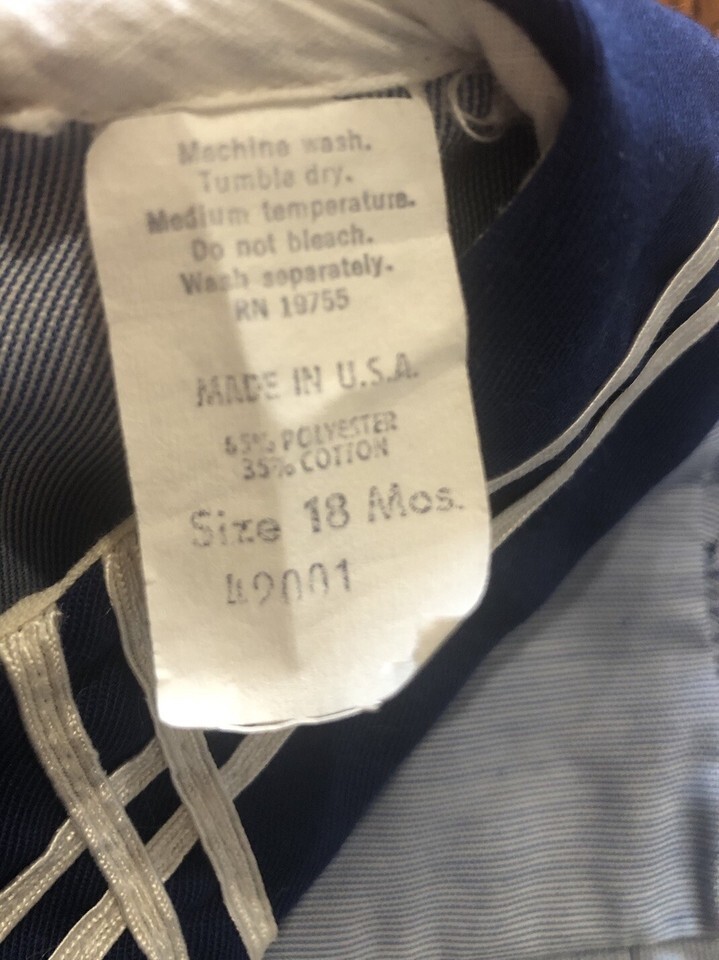 Machine wash.
Tumble dry.
Medium temperature.
Do not bleach.
Wash separately.
RN 19755
MADE IN U.S.A.
65% POLYESTER
35% COTTON
Size 18 Mos.
49001